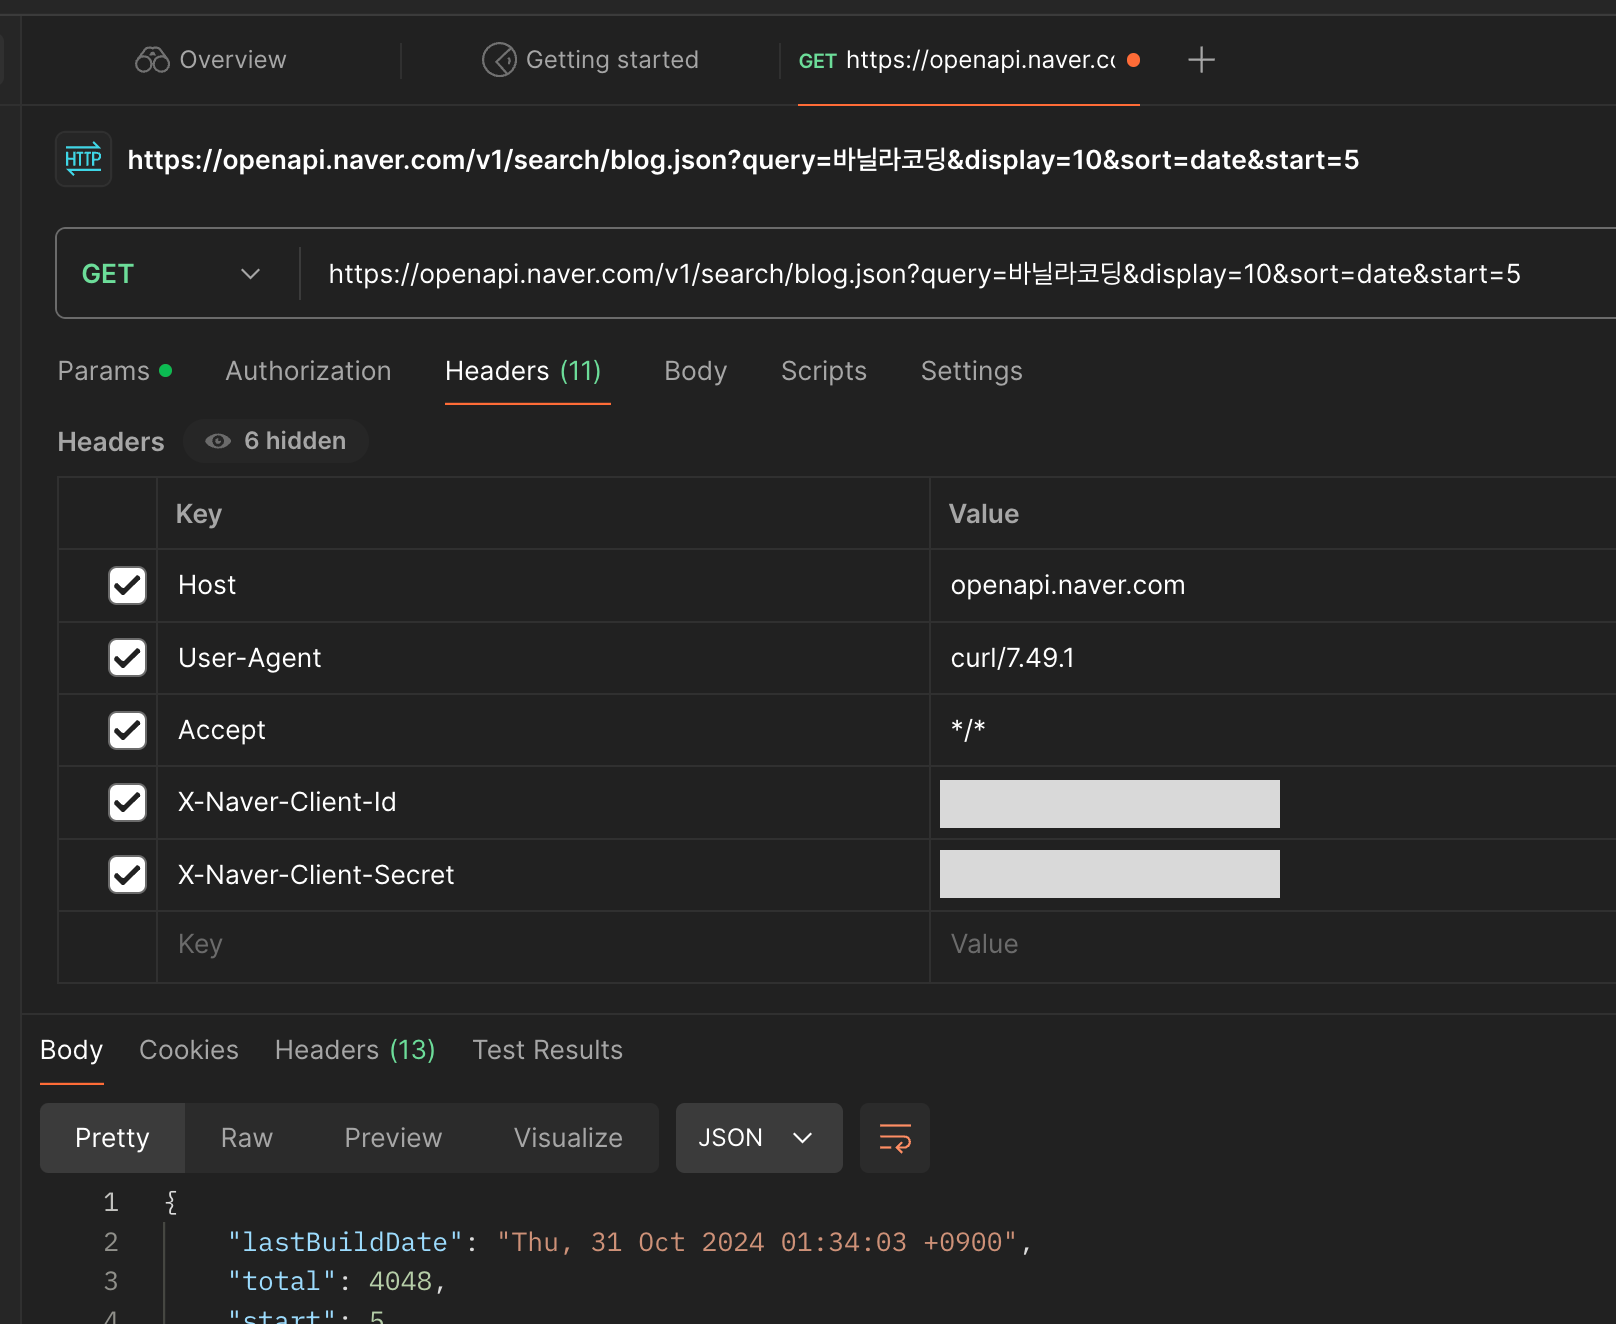 Overview Getting started GET https://openapi.naver.co
HTTP https://openapi.naver.com/v1/search/blog.json?query=바닐라코딩&display=10&sort=date&start=5
GET https://openapi.naver.com/v1/search/blog.json?query=바닐라코딩&display=10&sort=date&start=5
Params Authorization Headers (11) Body Scripts Settings
Headers 6 hidden
Key Value
Host openapi.naver.com
User-Agent curl/7.49.1
Accept */*
X-Naver-Client-Id
X-Naver-Client-Secret
Key Value
Body Cookies Headers (13) Test Results
Pretty Raw Preview Visualize JSON
1 {
2 "lastBuildDate": "Thu, 31 Oct 2024 01:34:03 +0900",
3 "total": 4048,
4 "start": 5